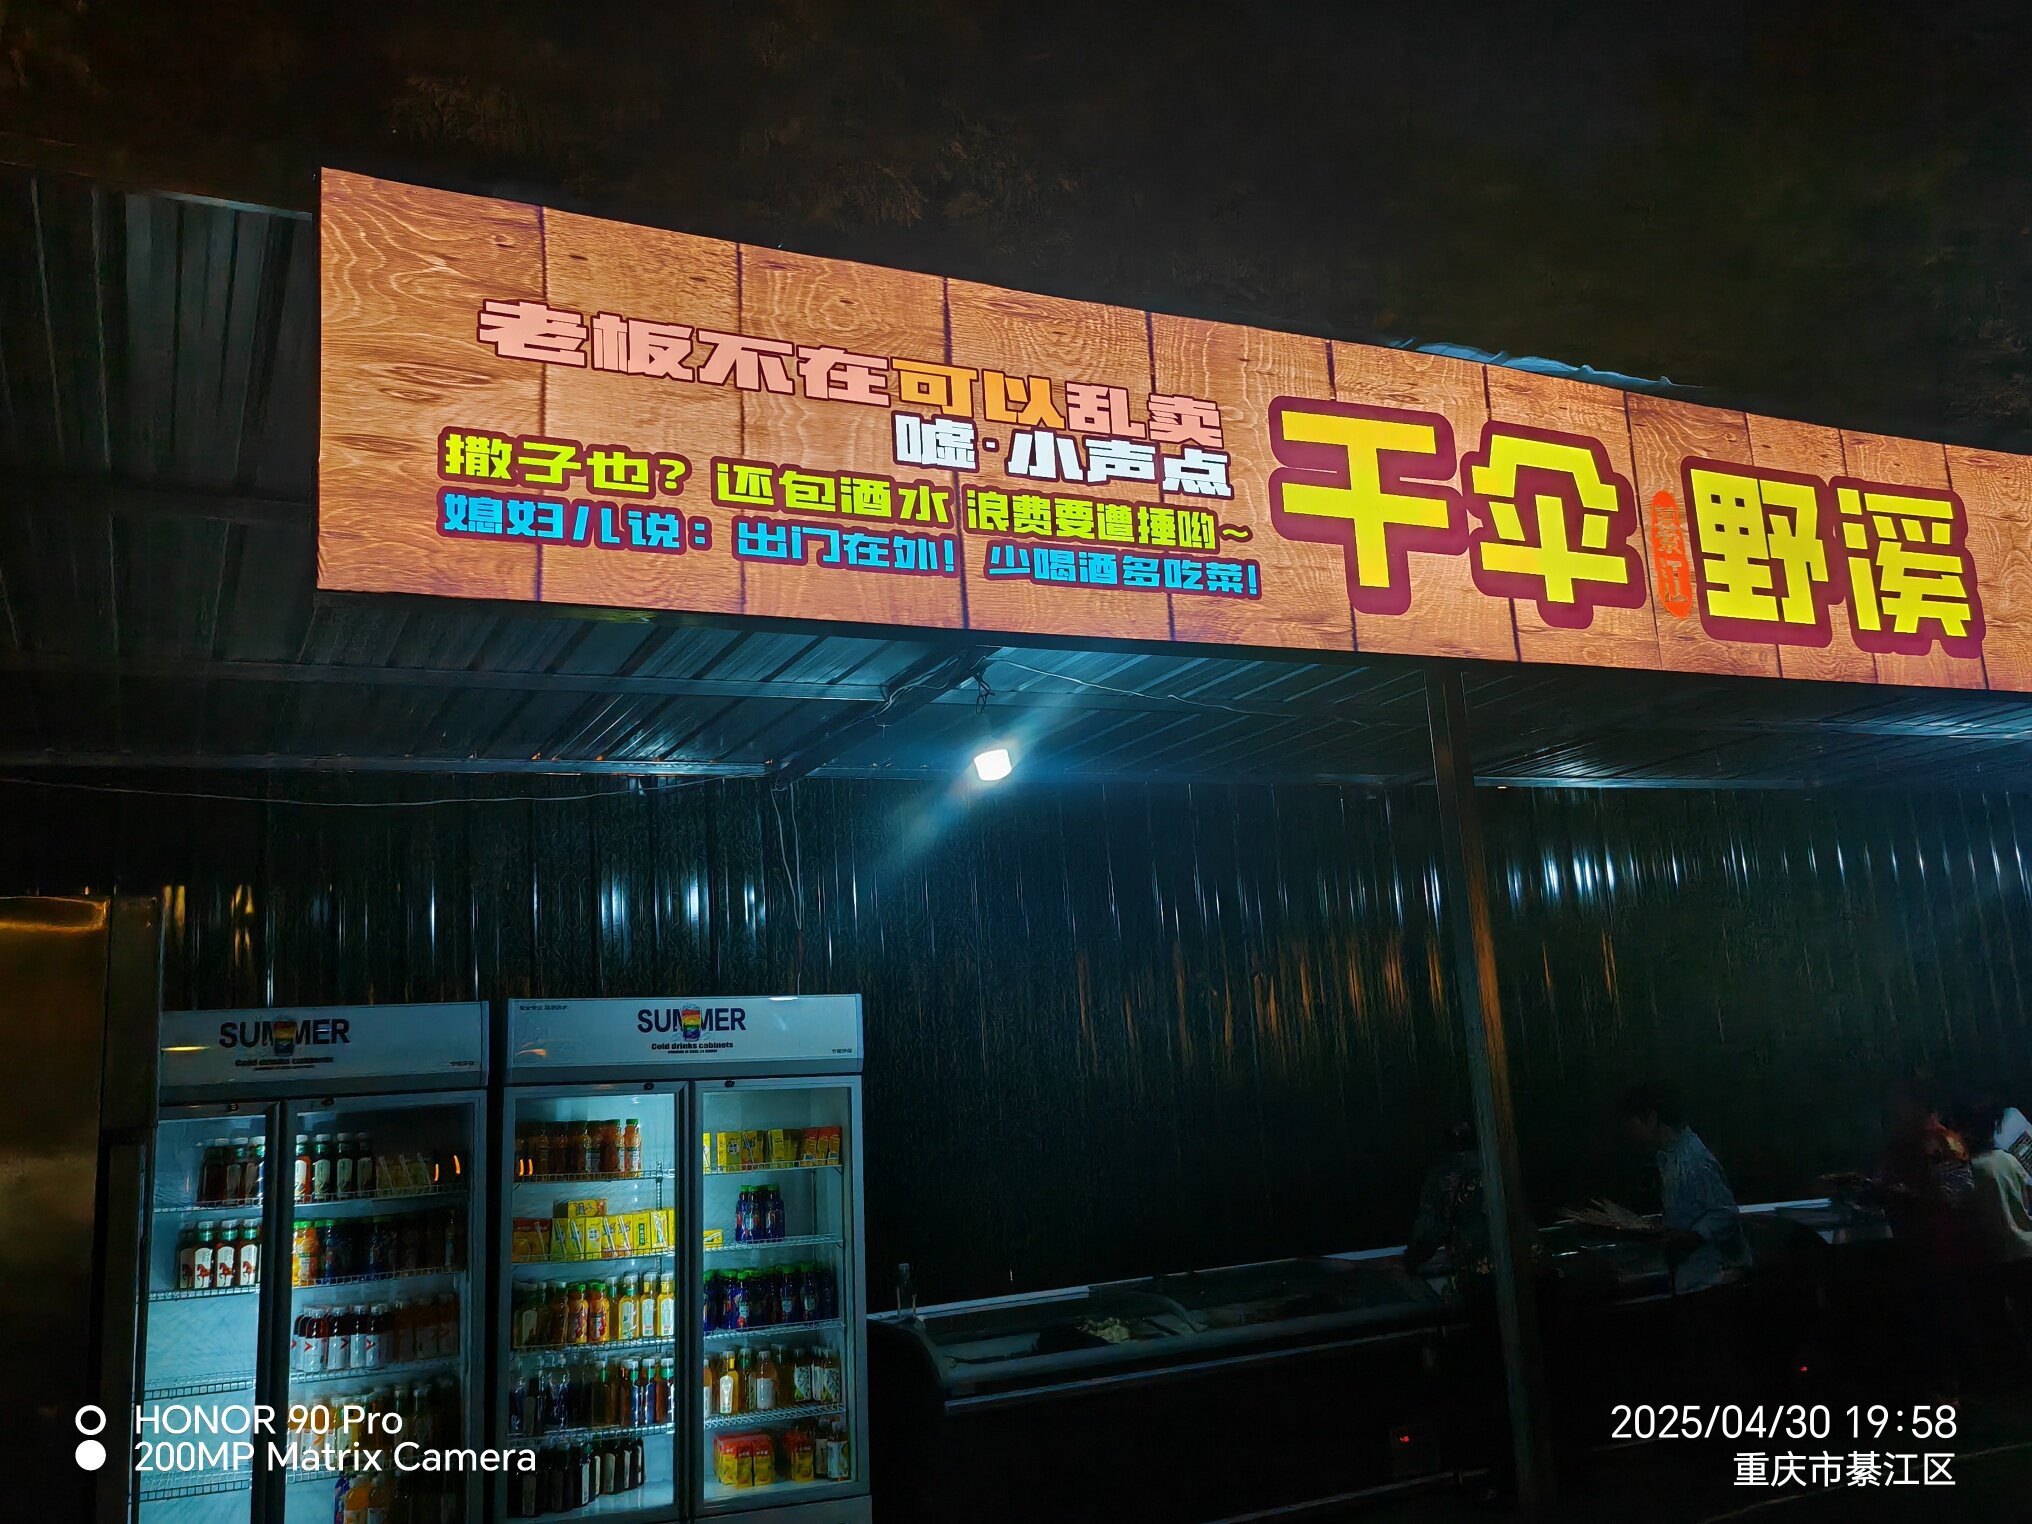 老板不在可以乱卖
嘘·小声点
撒子也？还包酒水 浪费要遭捶哟~
媳妇儿说：出门在外！少喝酒多吃菜！
干伞
綦江
野溪
SUMMER
Cold drinks cabinets
SUMMER
Cold drinks cabinets
HONOR 90 Pro
200MP Matrix Camera
2025/04/30 19:58
重庆市綦江区